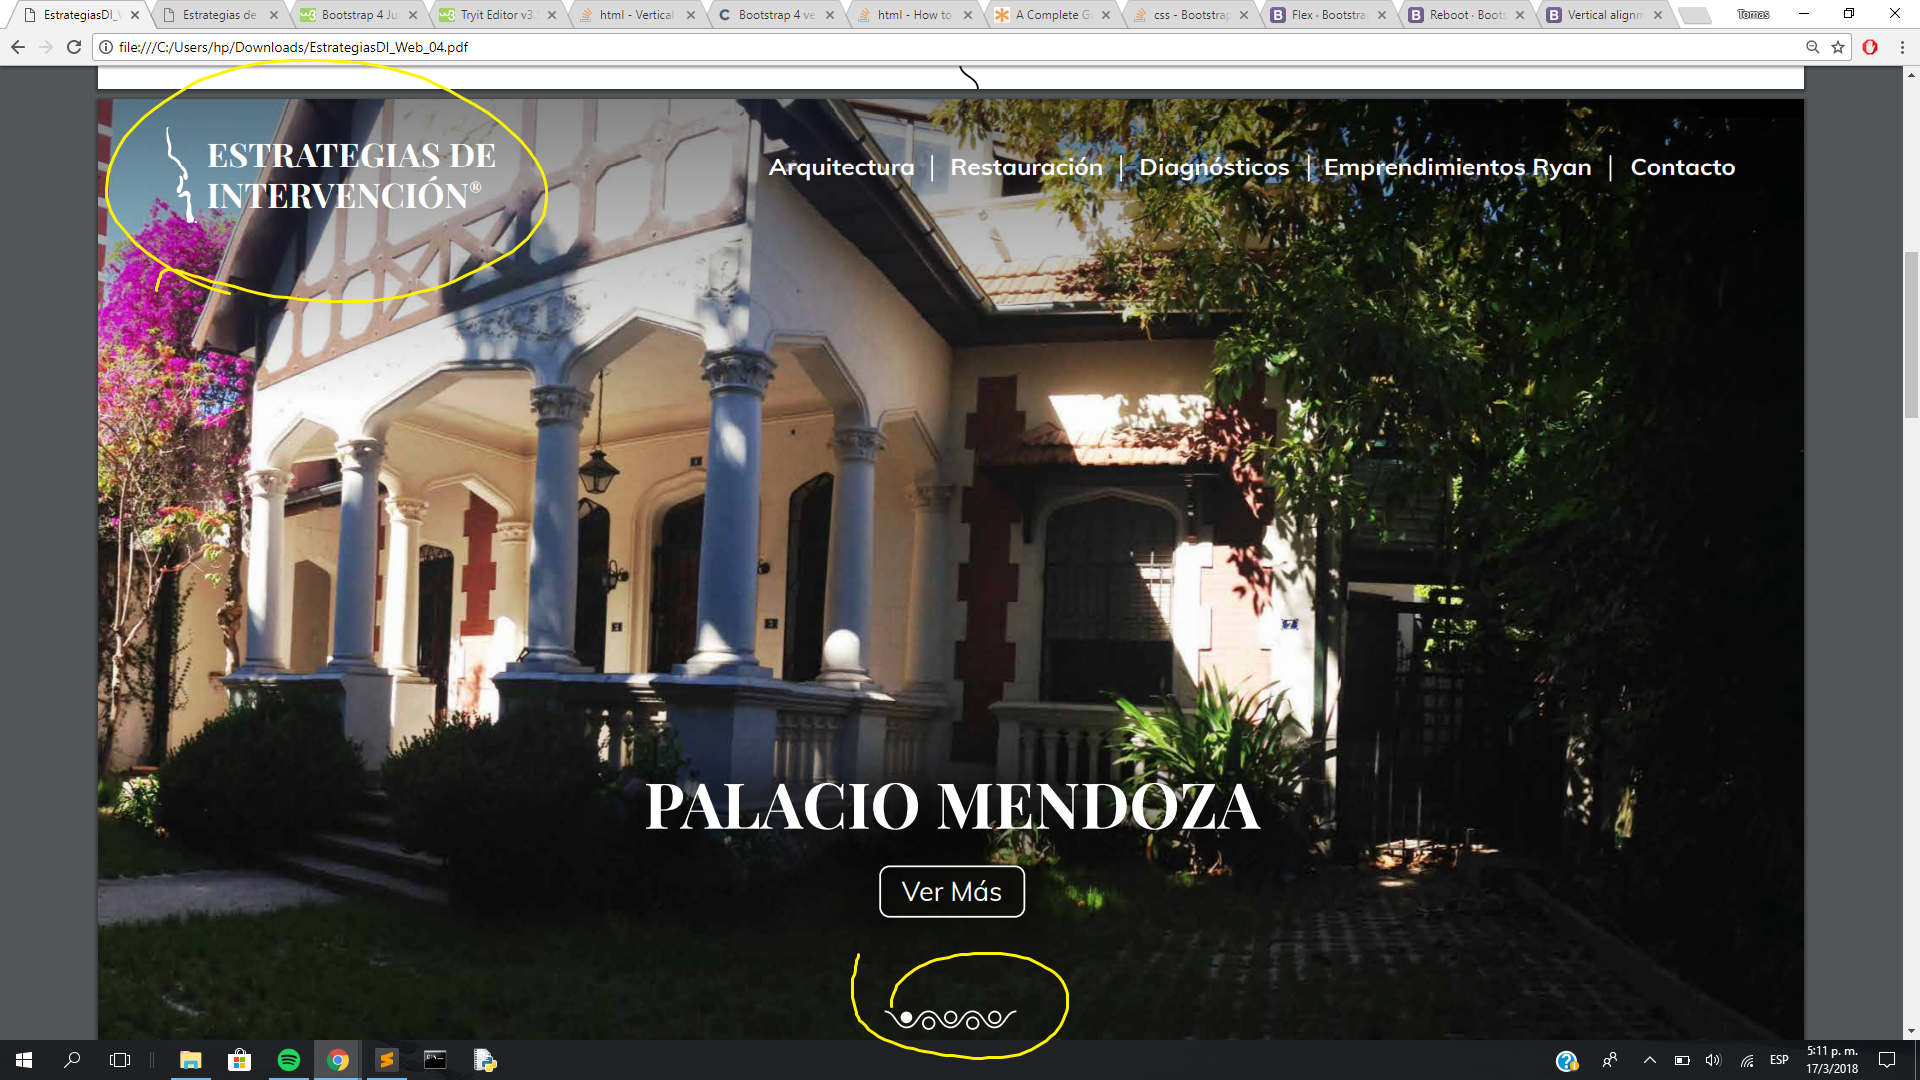 EstrategiasDI_
Estrategias de
Bootstrap 4 Ju
Tryit Editor v3.
html - Vertical
Bootstrap 4 ve
html - How to
A Complete G
css - Bootstrap
Flex · Bootstra
Reboot · Boots
Vertical alignm
Tomas
file:///C:/Users/hp/Downloads/EstrategiasDI_Web_04.pdf
ESTRATEGIAS DE
INTERVENCIÓN®
Arquitectura | Restauración | Diagnósticos | Emprendimientos Ryan | Contacto
PALACIO MENDOZA
Ver Más
ESP
5:11 p. m.
17/3/2018